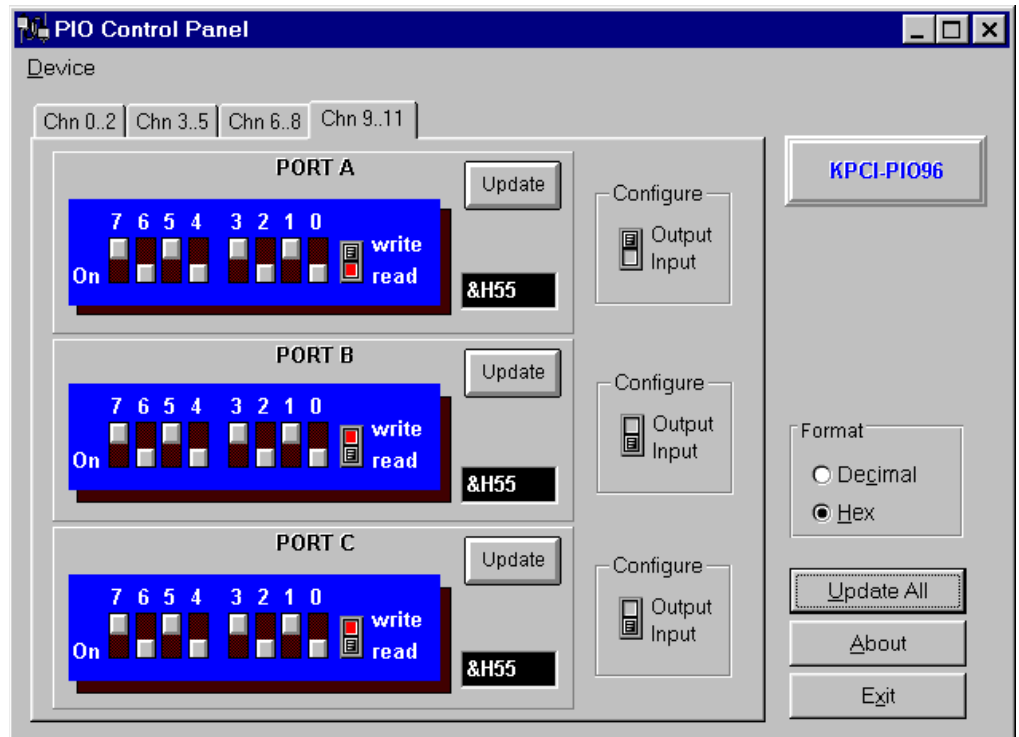 PIO Control Panel
Device
Chn 0..2 Chn 3..5 Chn 6..8 Chn 9..11
PORT A
Update
7 6 5 4 3 2 1 0
On
write
read
&H55
Configure
Output
Input
PORT B
Update
7 6 5 4 3 2 1 0
On
write
read
&H55
Configure
Output
Input
PORT C
Update
7 6 5 4 3 2 1 0
On
write
read
&H55
Configure
Output
Input
KPCI-PIO96
Format
Decimal
Hex
Update All
About
Exit